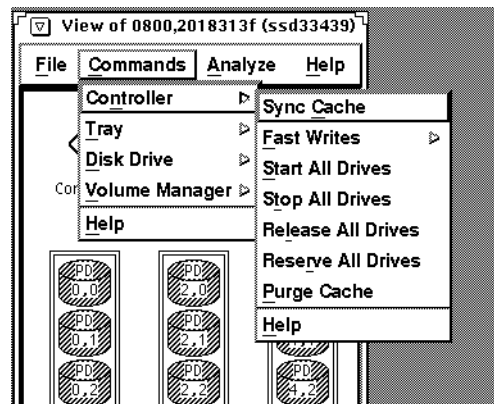 View of 0800,2018313f (ssd33439)
File Commands Analyze Help
Controller
Tray
Disk Drive
Volume Manager
Help
Sync Cache
Fast Writes
Start All Drives
Stop All Drives
Release All Drives
Reserve All Drives
Purge Cache
Help
Con
PD PD
0,0 2,0
PD PD
0,1 2,1
PD PD PD
0,2 2,2 4,2